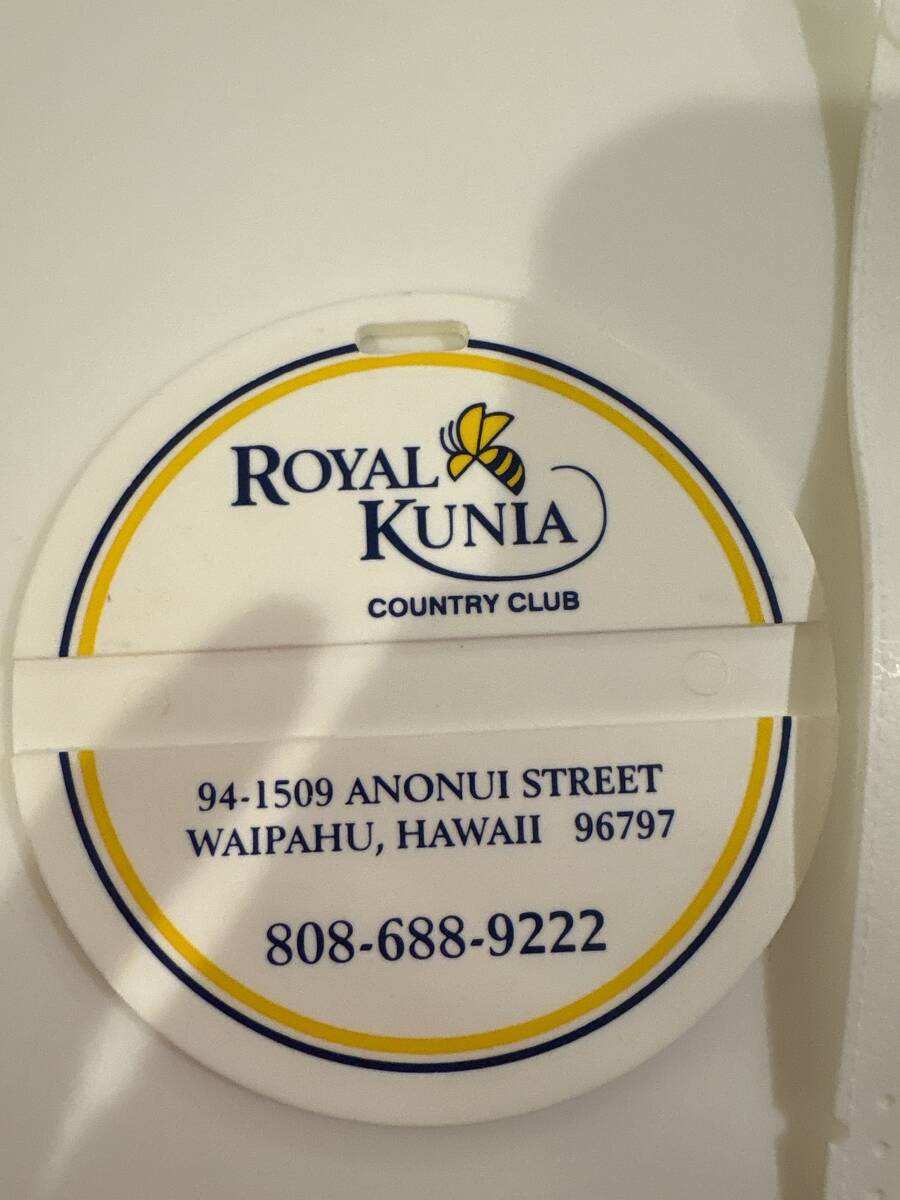 ROYAL
KUNIA
COUNTRY CLUB
94-1509 ANONUI STREET
WAIPAHU, HAWAII 96797
808-688-9222